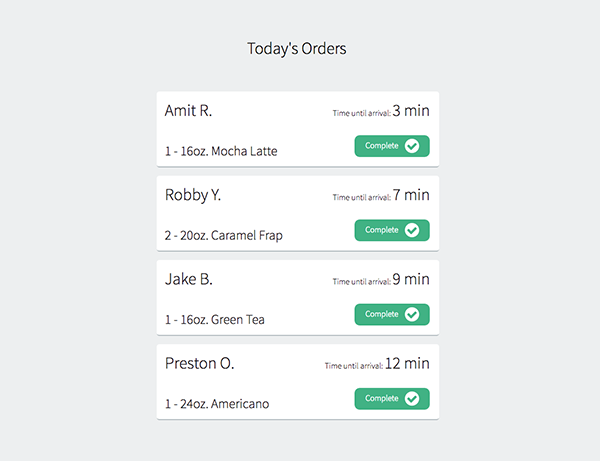 Today's Orders
Amit R.
Time until arrival: 3 min
1 - 16oz. Mocha Latte
Complete
Robby Y.
Time until arrival: 7 min
2 - 20oz. Caramel Frap
Complete
Jake B.
Time until arrival: 9 min
1 - 16oz. Green Tea
Complete
Preston O.
Time until arrival: 12 min
1 - 24oz. Americano
Complete